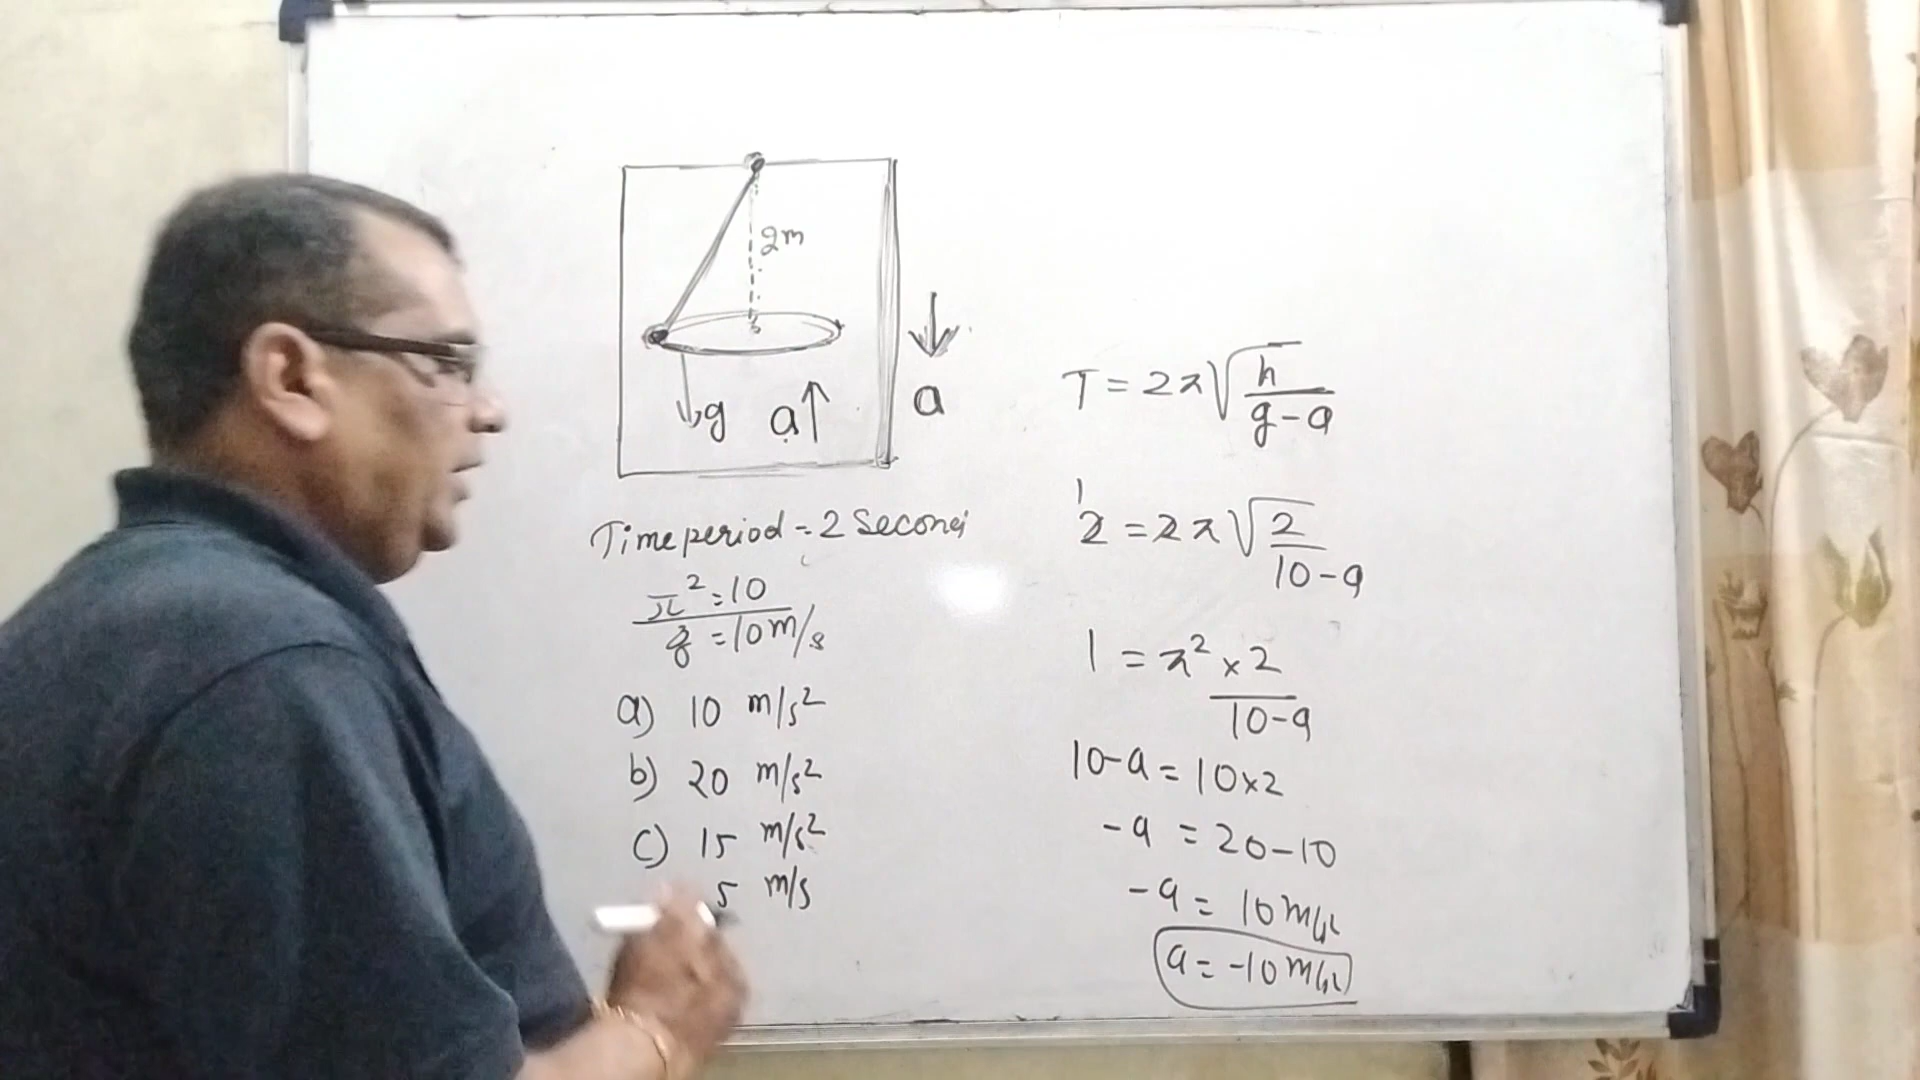 2m
g a↑
a
Time period = 2 Second
π² = 10
g = 10 m/s
a) 10 m/s²
b) 20 m/s²
c) 15 m/s²
5 m/s
T = 2π√(h/g-a)
1
2 = 2π√(2/10-a)
1 = π² × 2
10-a
10-a = 10×2
-a = 20-10
-a = 10 m/s²
a = -10 m/s²